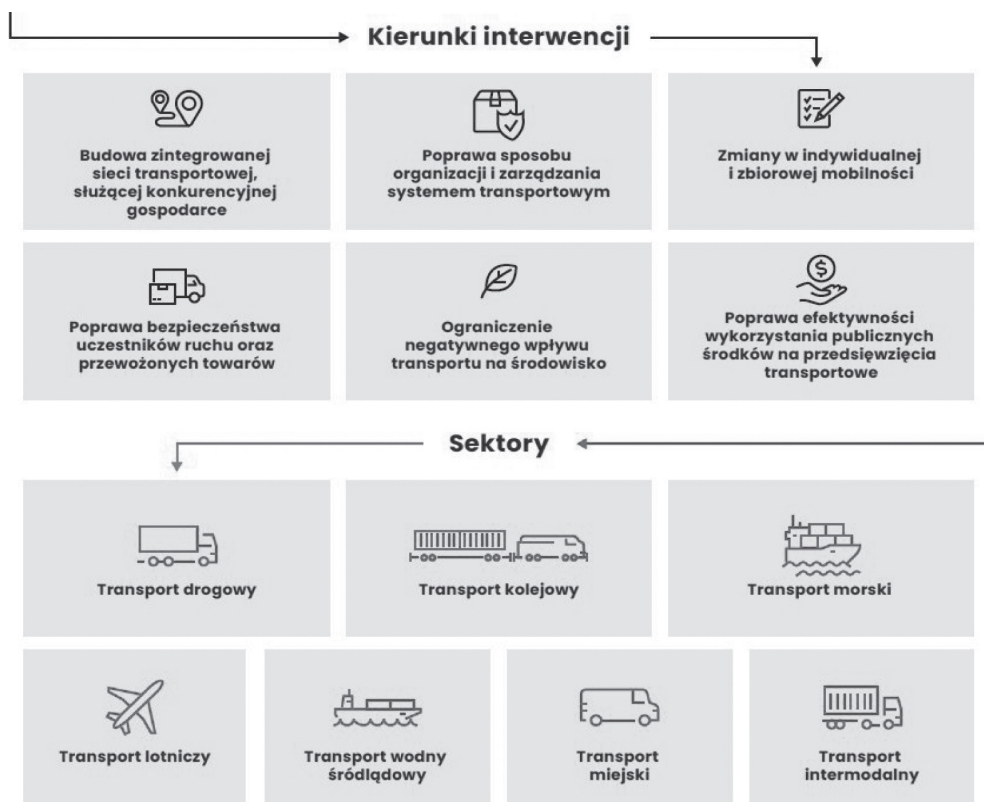 Kierunki interwencji
Budowa zintegrowanej
sieci transportowej,
służącej konkurencyjnej
gospodarce
Poprawa sposobu
organizacji i zarządzania
systemem transportowym
Zmiany w indywidualnej
i zbiorowej mobilności
Poprawa bezpieczeństwa
uczestników ruchu oraz
przewożonych towarów
Ograniczenie
negatywnego wpływu
transportu na środowisko
$
Poprawa efektywności
wykorzystania publicznych
środków na przedsięwzięcia
transportowe
Sektory
Transport drogowy
Transport kolejowy
Transport morski
Transport lotniczy
Transport wodny
śródlądowy
Transport
miejski
Transport
intermodalny